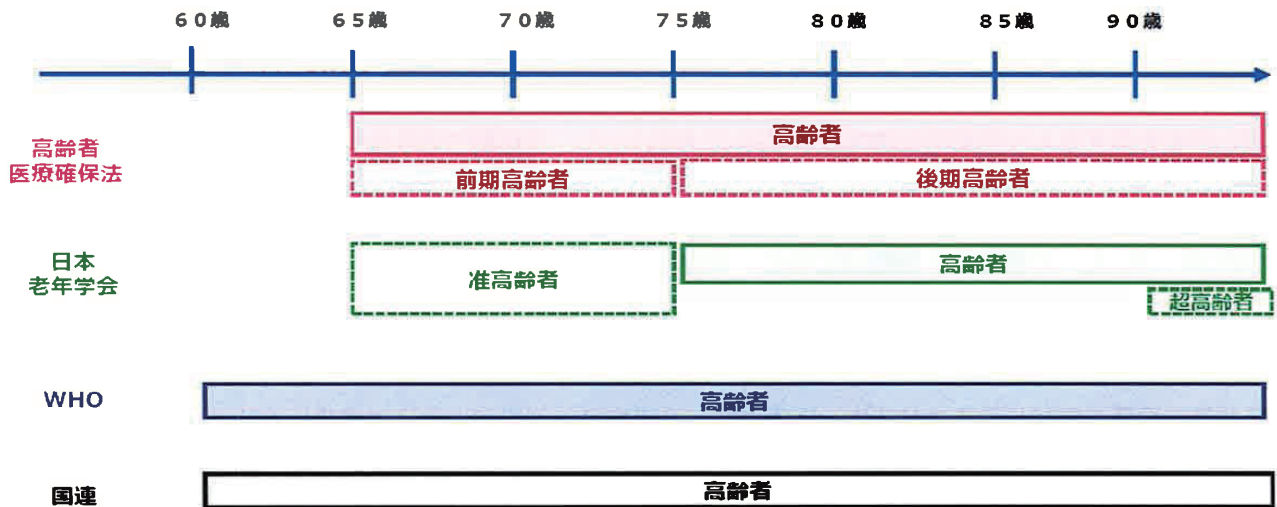 60歳 65歳 70歳 75歳 80歳 85歳 90歳
高齢者
医療確保法
高齢者
前期高齢者 後期高齢者
日本
老年学会
准高齢者
高齢者
超高齢者
WHO
高齢者
国連
高齢者